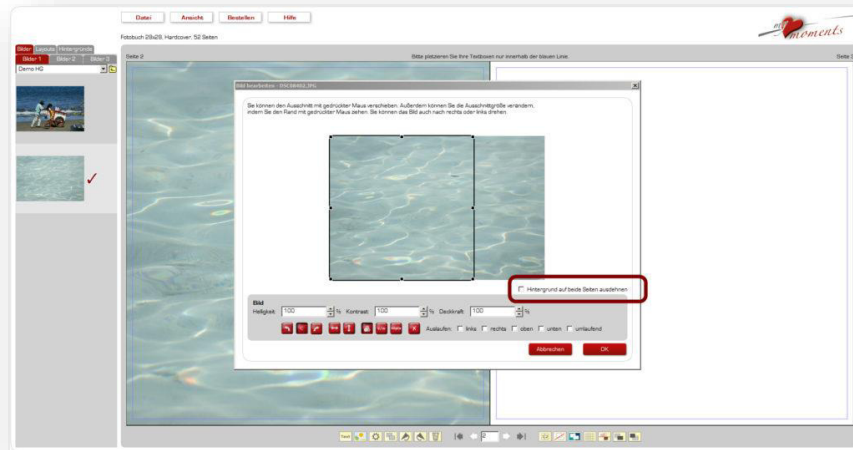 Datei Ansicht Bestellen Hilfe
my moments
Fotobuch 28x28, Hardcover, 52 Seiten
Bilder Layouts Hintergründe
Bilder 1 Bilder 2 Bilder 3
Demo HG
Seite 2 Bitte platzieren Sie Ihre Textboxen nur innerhalb der blauen Linie. Seite 3
Bild bearbeiten
Sie können den Ausschnitt mit gedrückter Maus verschieben. Außerdem können Sie die Ausschnittgröße verändern,
indem Sie den Rand mit gedrückter Maus ziehen. Sie können das Bild auch nach rechts oder links drehen.
Hintergrund auf beide Seiten ausdehnen
Bild
Helligkeit 100 % Kontrast 100 % Deckkraft 100 %
Auslaufen links rechts oben unten umlaufend
Abbrechen OK
2